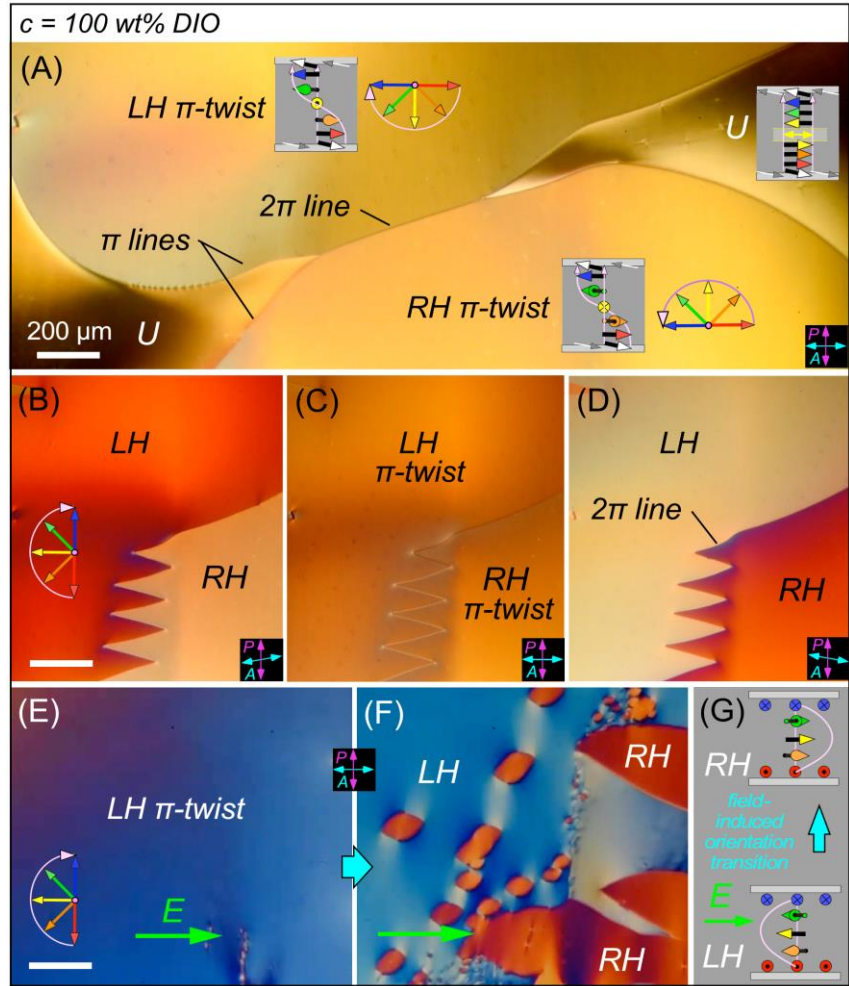 c = 100 wt% DIO
(A)
LH π-twist
U
2π line
π lines
RH π-twist
200 μm
U
P
A
(B)
LH
RH
P
A
(C)
LH
π-twist
RH
π-twist
P
A
(D)
LH
2π line
RH
P
A
(E)
P
A
LH π-twist
E
(F)
LH
RH
RH
(G)
RH
field-
induced
orientation
transition
E
LH